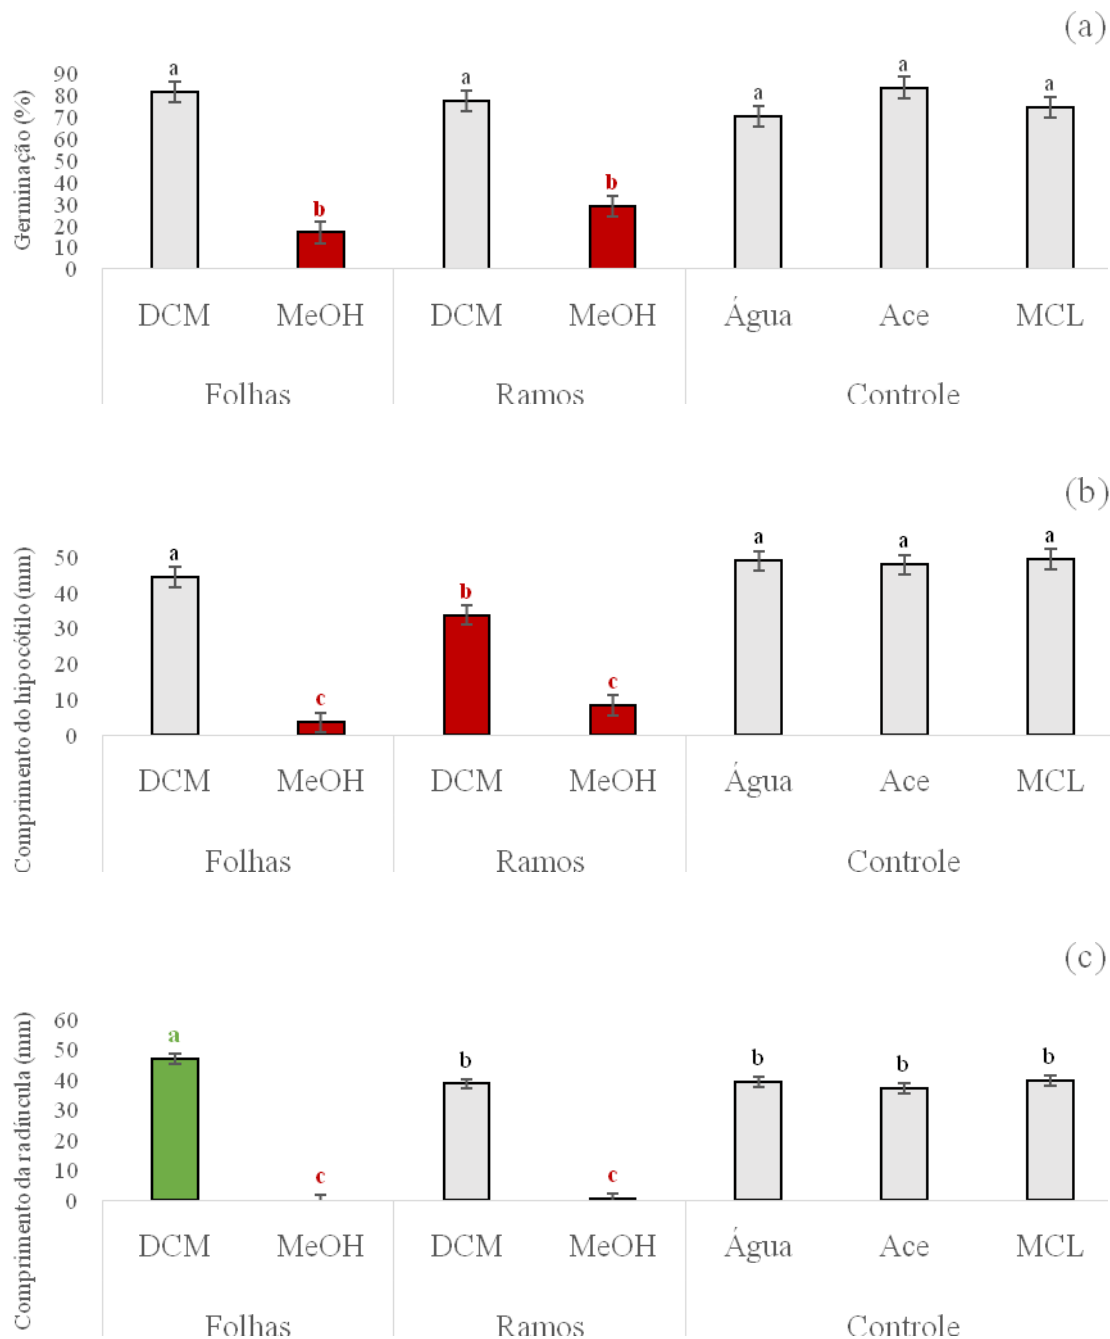 (a)
Germinação (%)
90
80
70
60
50
40
30
20
10
0
a b a b a a a
DCM MeOH DCM MeOH Água Ace MCL
Folhas Ramos Controle
(b)
Comprimento do hipocótilo (mm)
50
40
30
20
10
0
a c b c a a a
DCM MeOH DCM MeOH Água Ace MCL
Folhas Ramos Controle
(c)
Comprimento da radíucula (mm)
60
50
40
30
20
10
0
a c b c b b b
DCM MeOH DCM MeOH Água Ace MCL
Folhas Ramos Controle